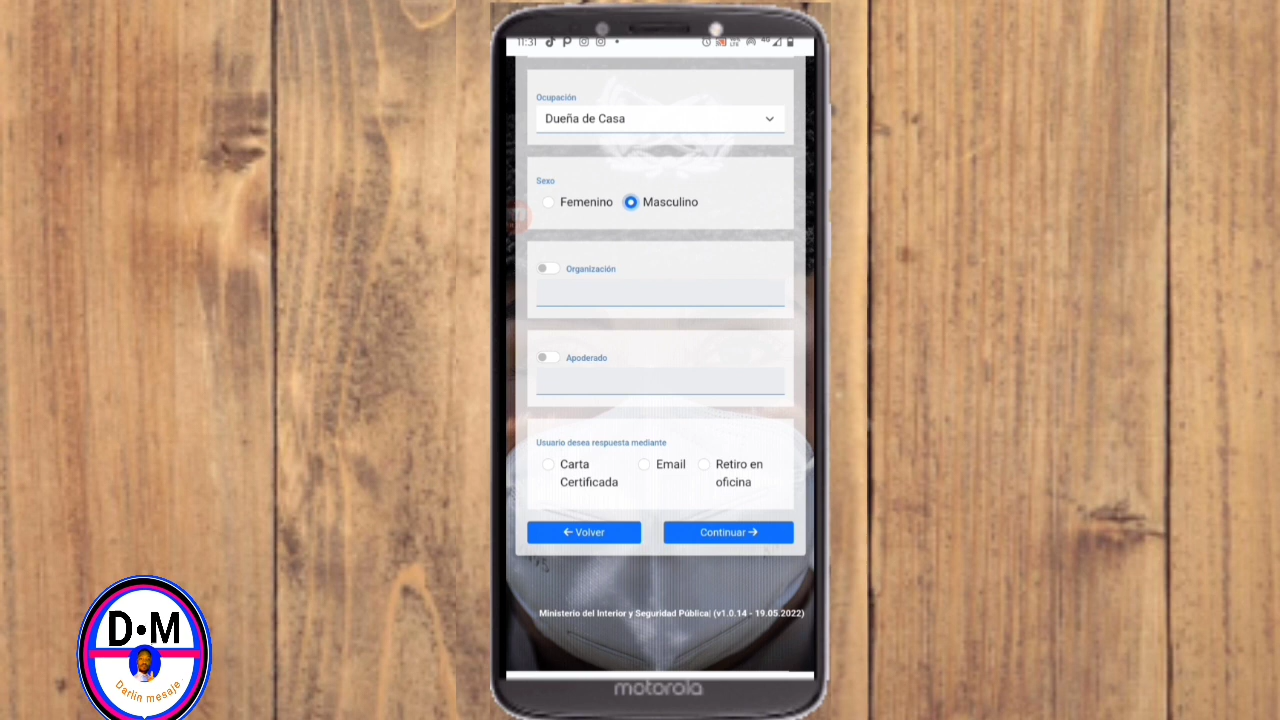 11:31
4G
Ocupación
Dueña de Casa
Sexo
Femenino Masculino
Organización
Apoderado
Usuario desea respuesta mediante
Carta Certificada
Email
Retiro en oficina
← Volver
Continuar →
Ministerio del Interior y Seguridad Pública| (v1.0.14 - 19.05.2022)
motorola
D•M
Darlin mesaje